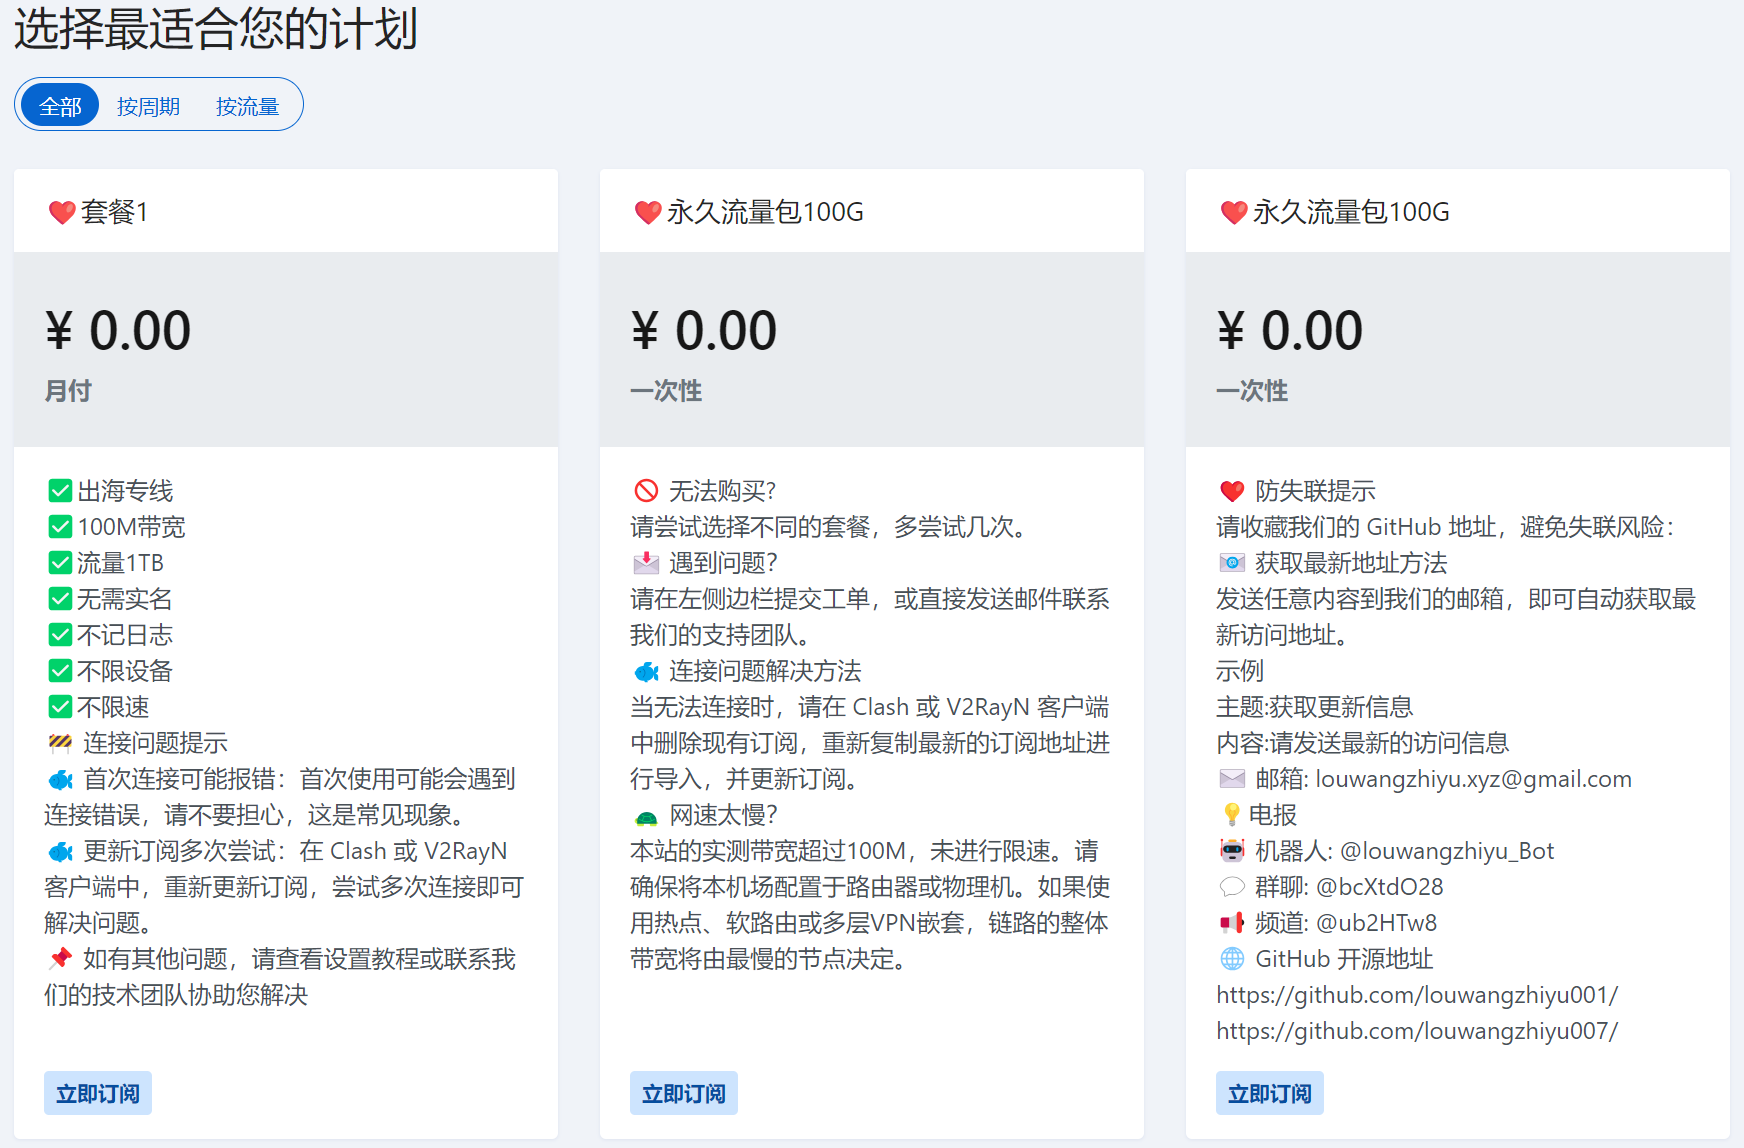 选择最适合您的计划
全部 按周期 按流量
❤️套餐1
¥ 0.00
月付
✅出海专线
✅100M带宽
✅流量1TB
✅无需实名
✅不记日志
✅不限设备
✅不限速
🚧 连接问题提示
🐟 首次连接可能报错：首次使用可能会遇到
连接错误，请不要担心，这是常见现象。
🐟 更新订阅多次尝试：在 Clash 或 V2RayN
客户端中，重新更新订阅，尝试多次连接即可
解决问题。
📌 如有其他问题，请查看设置教程或联系我
们的技术团队协助您解决
立即订阅
❤️永久流量包100G
¥ 0.00
一次性
🚫 无法购买?
请尝试选择不同的套餐，多尝试几次。
📩 遇到问题?
请在左侧边栏提交工单，或直接发送邮件联系
我们的支持团队。
🐟 连接问题解决方法
当无法连接时，请在 Clash 或 V2RayN 客户端
中删除现有订阅，重新复制最新的订阅地址进
行导入，并更新订阅。
🐢 网速太慢?
本站的实测带宽超过100M，未进行限速。请
确保将本机场配置于路由器或物理机。如果使
用热点、软路由或多层VPN嵌套，链路的整体
带宽将由最慢的节点决定。
立即订阅
❤️永久流量包100G
¥ 0.00
一次性
❤️ 防失联提示
请收藏我们的 GitHub 地址，避免失联风险：
📧 获取最新地址方法
发送任意内容到我们的邮箱，即可自动获取最
新访问地址。
示例
主题:获取更新信息
内容:请发送最新的访问信息
✉️ 邮箱: louwangzhiyu.xyz@gmail.com
💡电报
🤖 机器人: @louwangzhiyu_Bot
💬 群聊: @bcXtdO28
📢 频道: @ub2HTw8
🌐 GitHub 开源地址
https://github.com/louwangzhiyu001/
https://github.com/louwangzhiyu007/
立即订阅